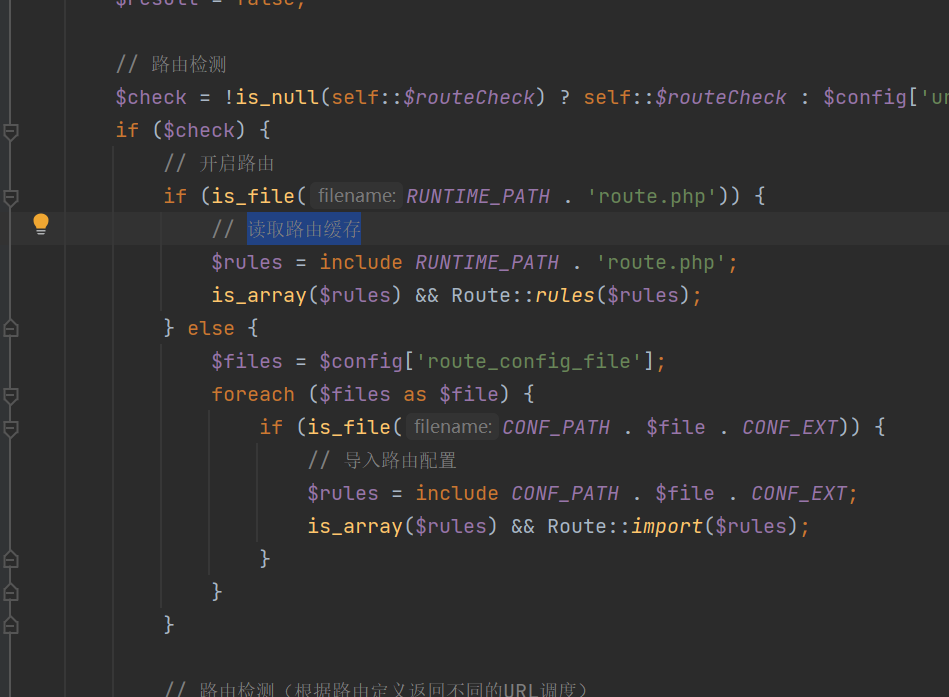 $result = false;
// 路由检测
$check = !is_null(self::$routeCheck) ? self::$routeCheck : $config['ur
if ($check) {
// 开启路由
if (is_file( filename: RUNTIME_PATH . 'route.php')) {
// 读取路由缓存
$rules = include RUNTIME_PATH . 'route.php';
is_array($rules) && Route::rules($rules);
} else {
$files = $config['route_config_file'];
foreach ($files as $file) {
if (is_file( filename: CONF_PATH . $file . CONF_EXT)) {
// 导入路由配置
$rules = include CONF_PATH . $file . CONF_EXT;
is_array($rules) && Route::import($rules);
}
}
}
// 路由检测（根据路由定义返回不同的URL调度）